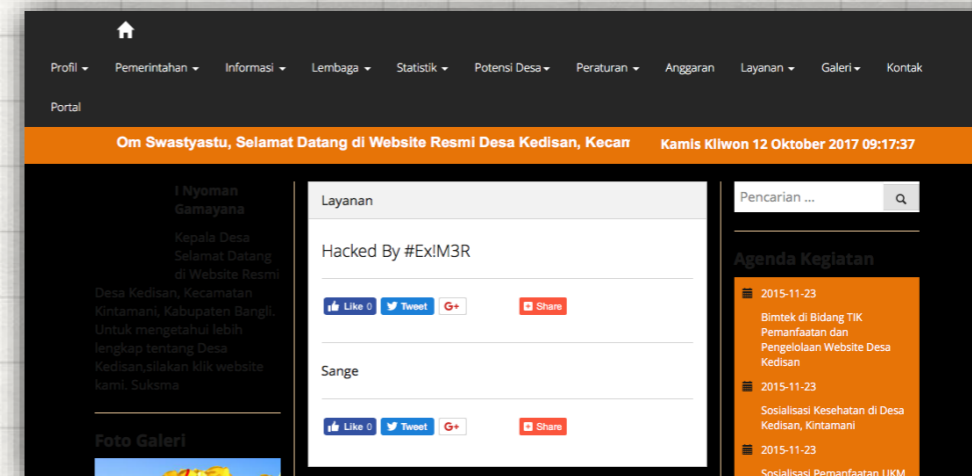 Profil Pemerintahan Informasi Lembaga Statistik Potensi Desa Peraturan Anggaran Layanan Galeri Kontak
Portal
Om Swastyastu, Selamat Datang di Website Resmi Desa Kedisan, Kecam
Kamis Kliwon 12 Oktober 2017 09:17:37
I Nyoman
Gamayana
Kepala Desa
Selamat Datang
di Website Resmi
Desa Kedisan, Kecamatan
Kintamani, Kabupaten Bangli.
Untuk mengetahui lebih
lengkap tentang Desa
Kedisan,silakan klik website
kami. Suksma
Foto Galeri
Layanan
Hacked By #Ex!M3R
Like 0 Tweet G+ Share
Sange
Like 0 Tweet G+ Share
Pencarian ...
Agenda Kegiatan
2015-11-23
Bimtek di Bidang TIK
Pemanfaatan dan
Pengelolaan Website Desa
Kedisan
2015-11-23
Sosialisasi Kesehatan di Desa
Kedisan, Kintamani
2015-11-23
Sosialisasi Pemanfaatan UKM